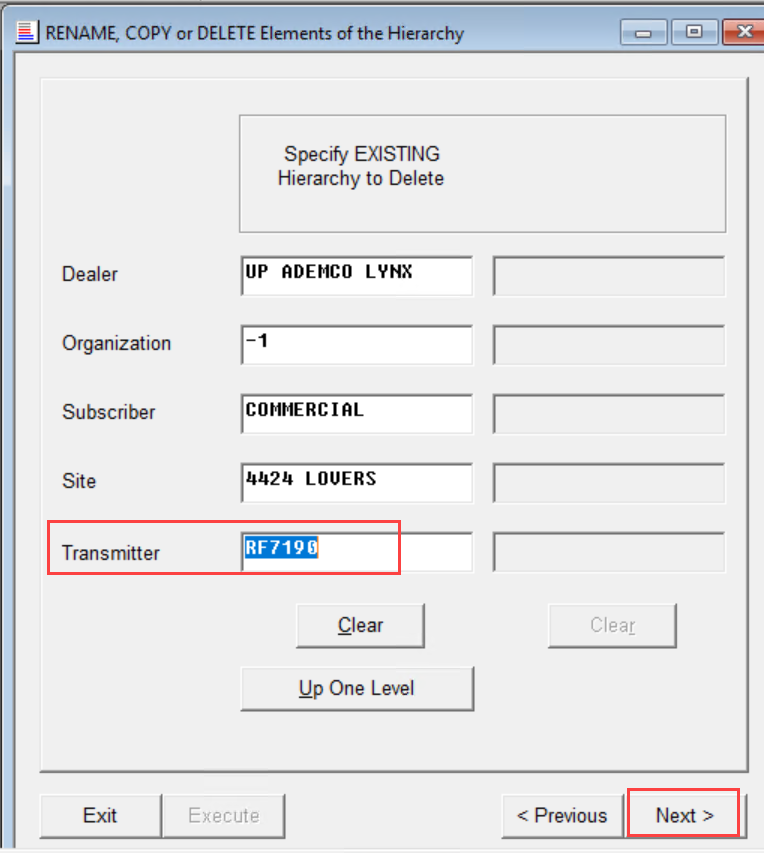 RENAME, COPY or DELETE Elements of the Hierarchy
Specify EXISTING
Hierarchy to Delete
Dealer UP ADEMCO LYNX
Organization -1
Subscriber COMMERCIAL
Site 4424 LOVERS
Transmitter RF7190
Clear Clear
Up One Level
Exit Execute < Previous Next >